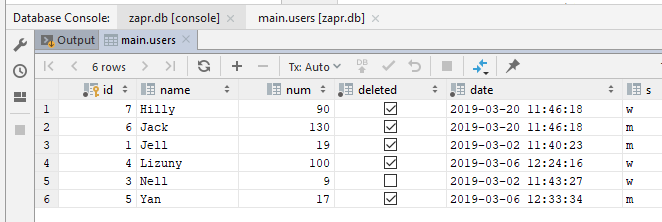 Database Console: zapr.db [console] main.users [zapr.db]
Output main.users
6 rows Tx: Auto DB
id name num deleted date s
1 7 Hilly 90 2019-03-20 11:46:18 w
2 6 Jack 130 2019-03-20 11:46:18 m
3 1 Jell 19 2019-03-02 11:40:23 m
4 4 Lizuny 100 2019-03-06 12:24:16 w
5 3 Nell 9 2019-03-02 11:43:27 w
6 5 Yan 17 2019-03-06 12:33:34 m